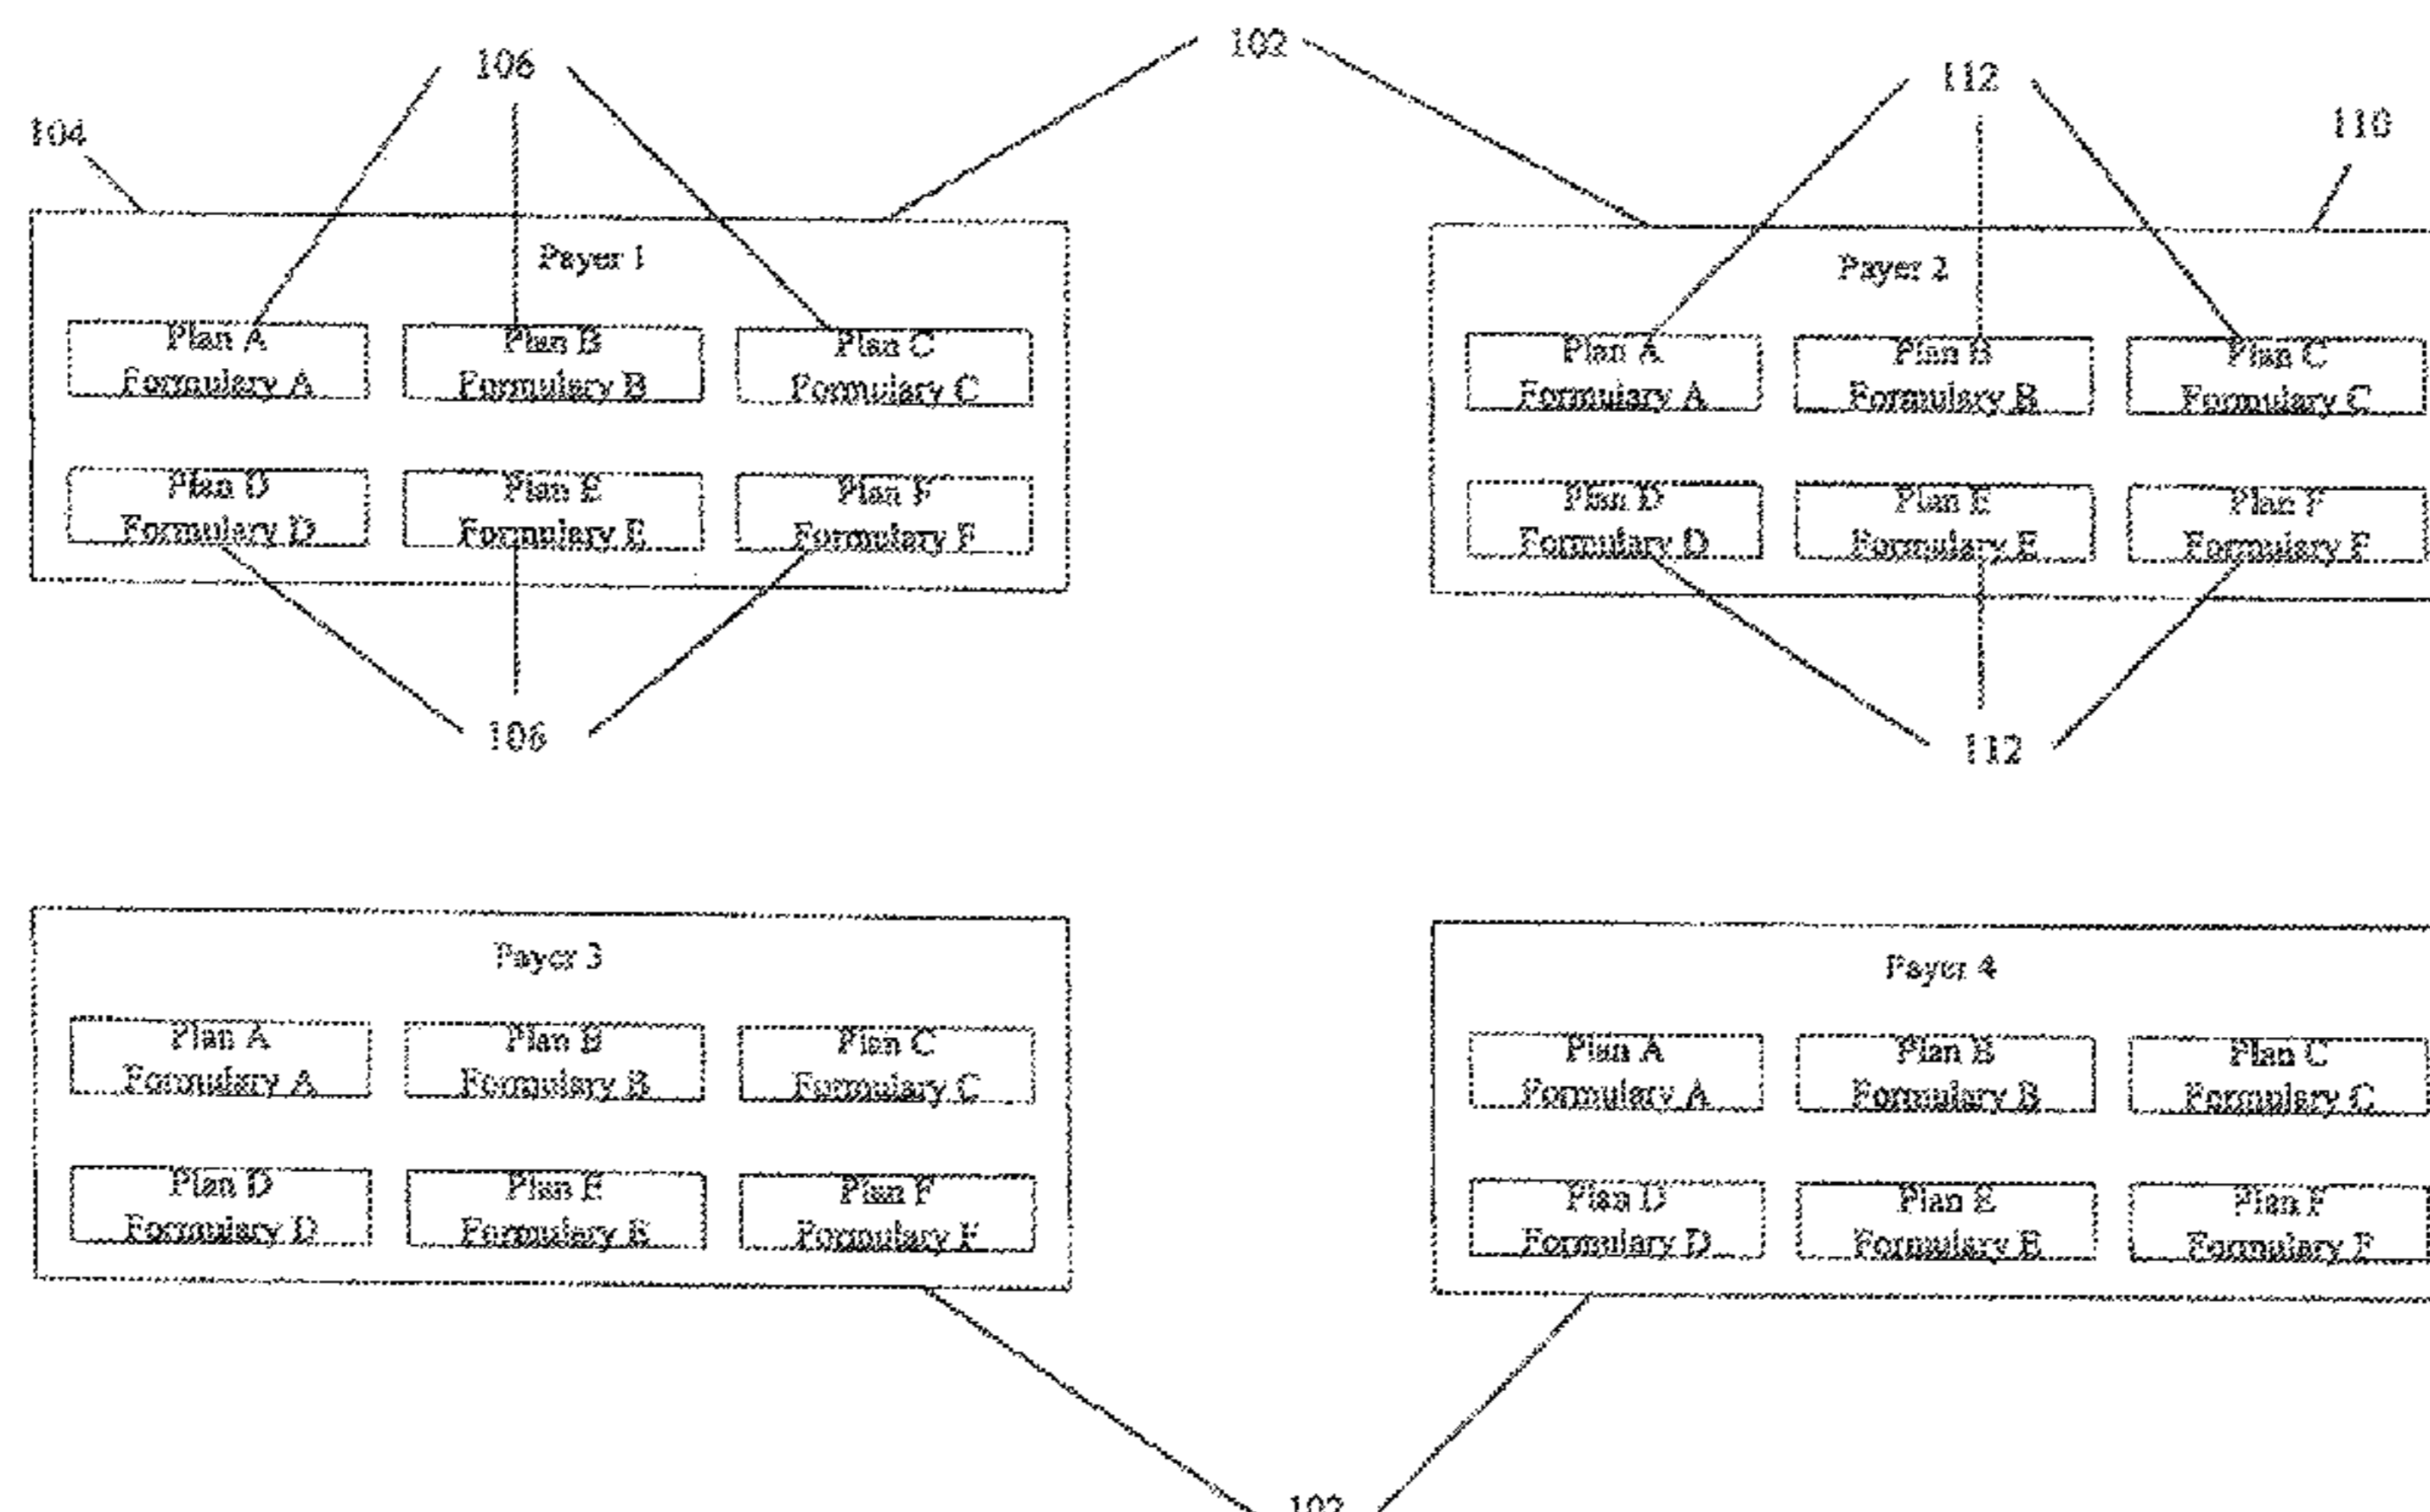 102
106
112
104
110
Payer 1
Plan A
Formulary A
Plan B
Formulary B
Plan C
Formulary C
Plan D
Formulary D
Plan E
Formulary E
Plan F
Formulary F
106
Payer 2
Plan A
Formulary A
Plan B
Formulary B
Plan C
Formulary C
Plan D
Formulary D
Plan E
Formulary E
Plan F
Formulary F
112
Payer 3
Plan A
Formulary A
Plan B
Formulary B
Plan C
Formulary C
Plan D
Formulary D
Plan E
Formulary E
Plan F
Formulary F
Payer 4
Plan A
Formulary A
Plan B
Formulary B
Plan C
Formulary C
Plan D
Formulary D
Plan E
Formulary E
Plan F
Formulary F
102